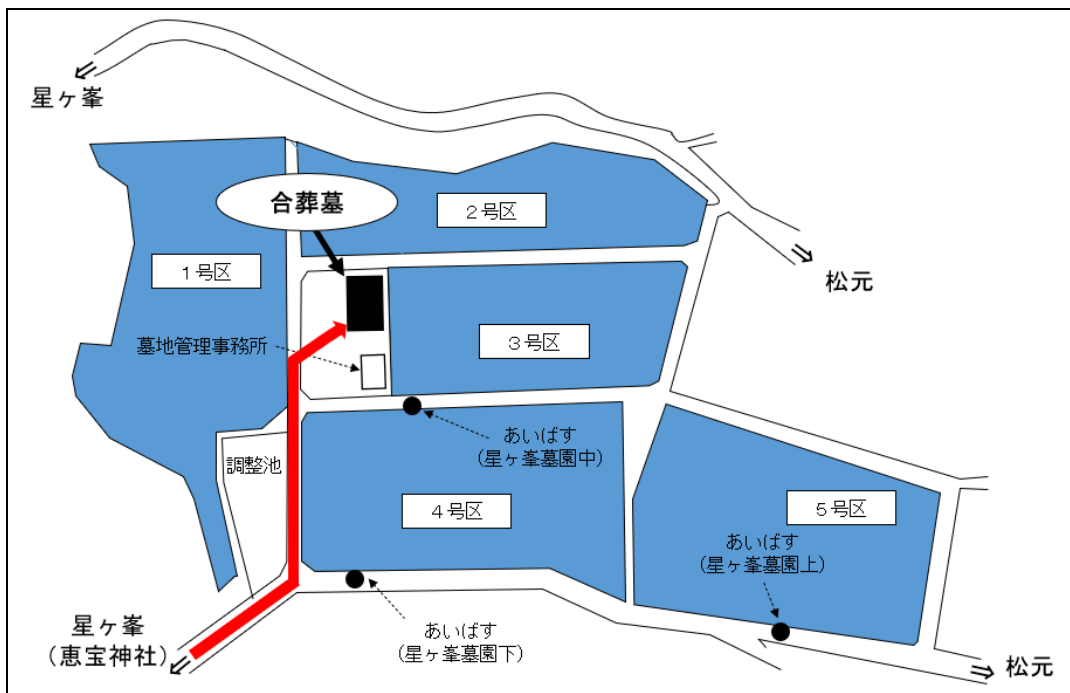 星ヶ峯
合葬墓
２号区
１号区
松元
３号区
墓地管理事務所
あいばす
(星ヶ峯墓園中)
調整池
４号区
５号区
あいばす
(星ヶ峯墓園上)
星ヶ峯
(恵宝神社)
あいばす
(星ヶ峯墓園下)
松元